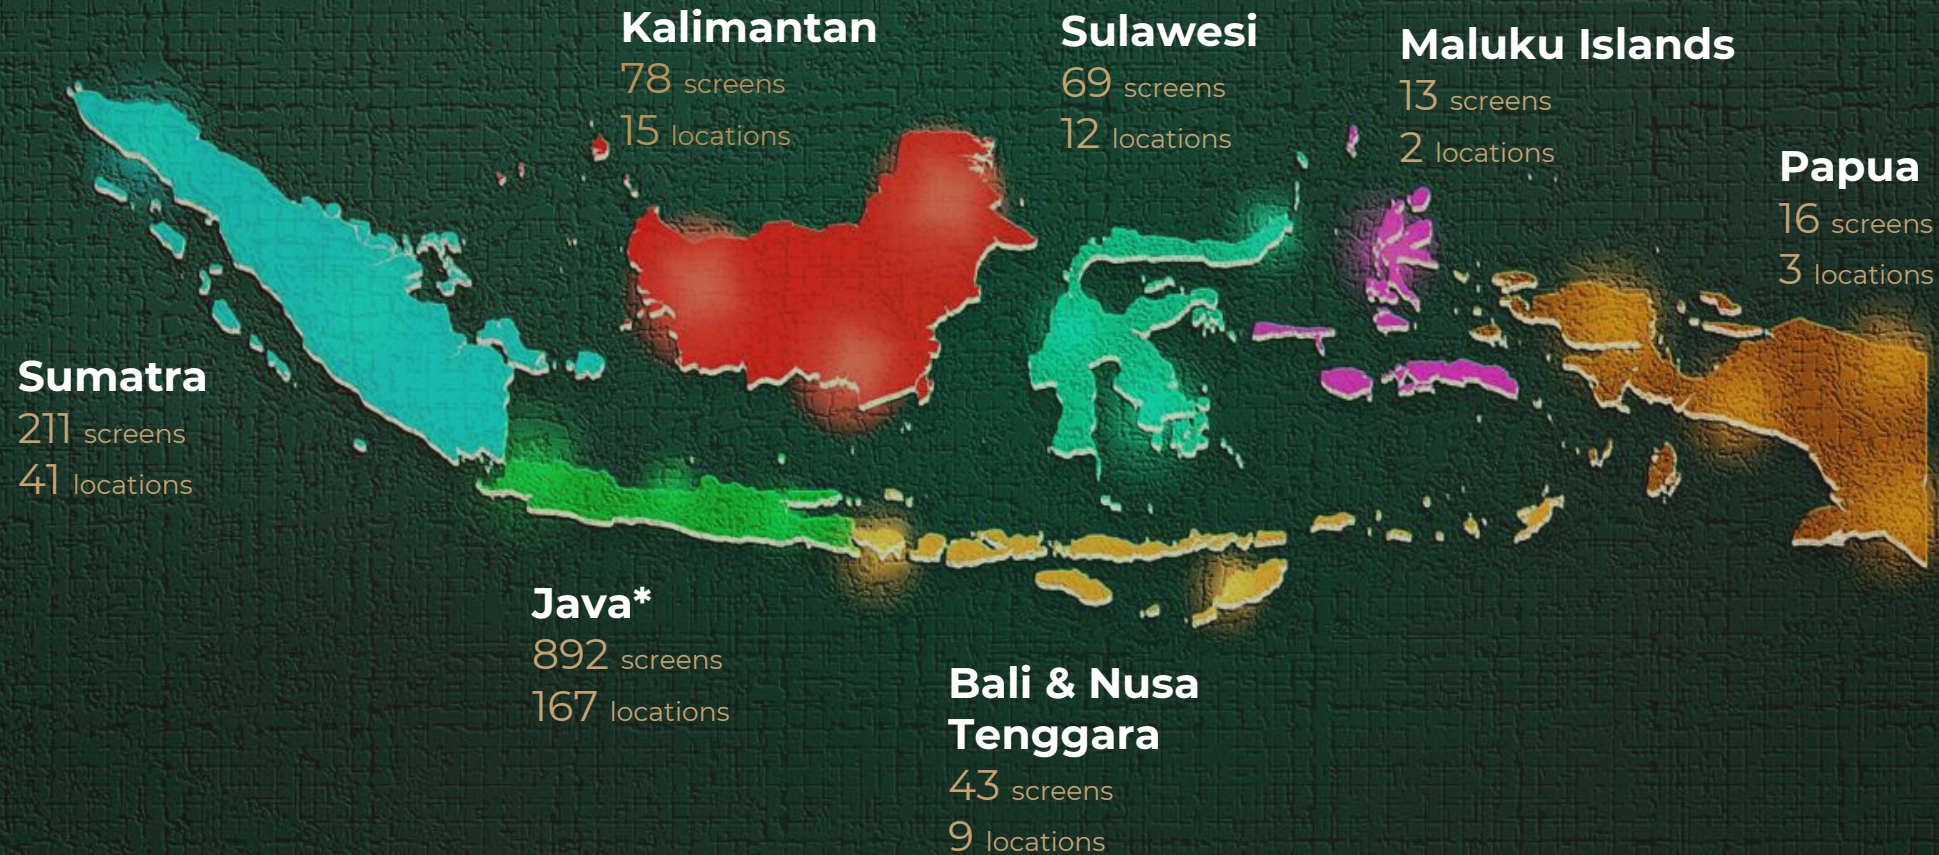 Kalimantan
78 screens
15 locations
Sulawesi
69 screens
12 locations
Maluku Islands
13 screens
2 locations
Papua
16 screens
3 locations
Sumatra
211 screens
41 locations
Java*
892 screens
167 locations
Bali & Nusa
Tenggara
43 screens
9 locations